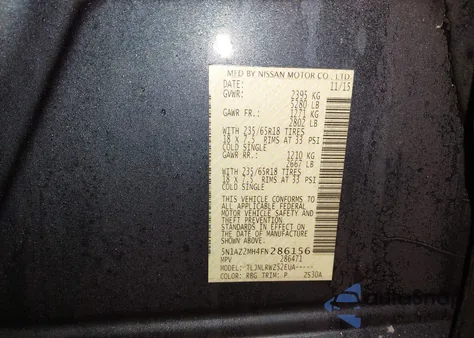 MFD BY NISSAN MOTOR CO., LTD.
DATE: 11/15
GVWR: 2395 KG
5280 LB
GAWR FR.: 1271 KG
2802 LB
WITH 235/65R18 TIRES
18 X 7.5 RIMS AT 33 PSI
COLD SINGLE
GAWR RR.: 1210 KG
2667 LB
WITH 235/65R18 TIRES
18 X 7.5 RIMS AT 33 PSI
COLD SINGLE
THIS VEHICLE CONFORMS TO
ALL APPLICABLE FEDERAL
MOTOR VEHICLE SAFETY AND
THEFT PREVENTION
STANDARDS IN EFFECT ON
THE DATE OF MANUFACTURE
SHOWN ABOVE.
5N1AZ2MH4FN286156
MPV 286471
MODEL: TLJNLRWZ52EUA-----
COLOR: RBG TRIM: P 2530A
AutoSnap